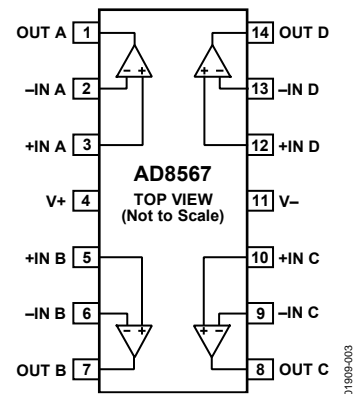 OUT A 1 14 OUT D
– + + –
–IN A 2 13 –IN D
+IN A 3 12 +IN D
AD8567
V+ 4 TOP VIEW 11 V–
(Not to Scale)
+IN B 5 10 +IN C
–IN B 6 9 –IN C
– + + –
OUT B 7 8 OUT C
01909-003